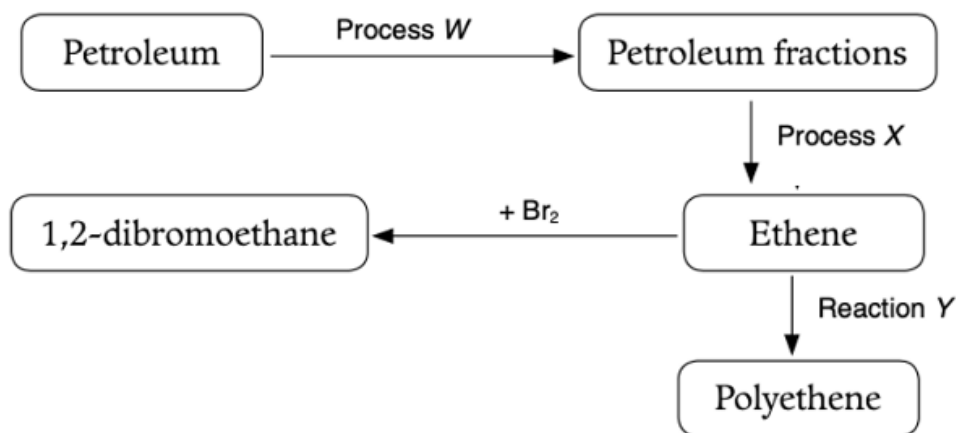 Process W
Petroleum
Petroleum fractions
Process X
+ Br₂
1,2-dibromoethane
Ethene
Reaction Y
Polyethene